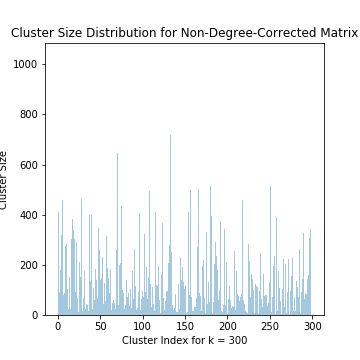 Cluster Size Distribution for Non-Degree-Corrected Matrix
1000
800
600
400
200
0
Cluster Size
0 50 100 150 200 250 300
Cluster Index for k = 300